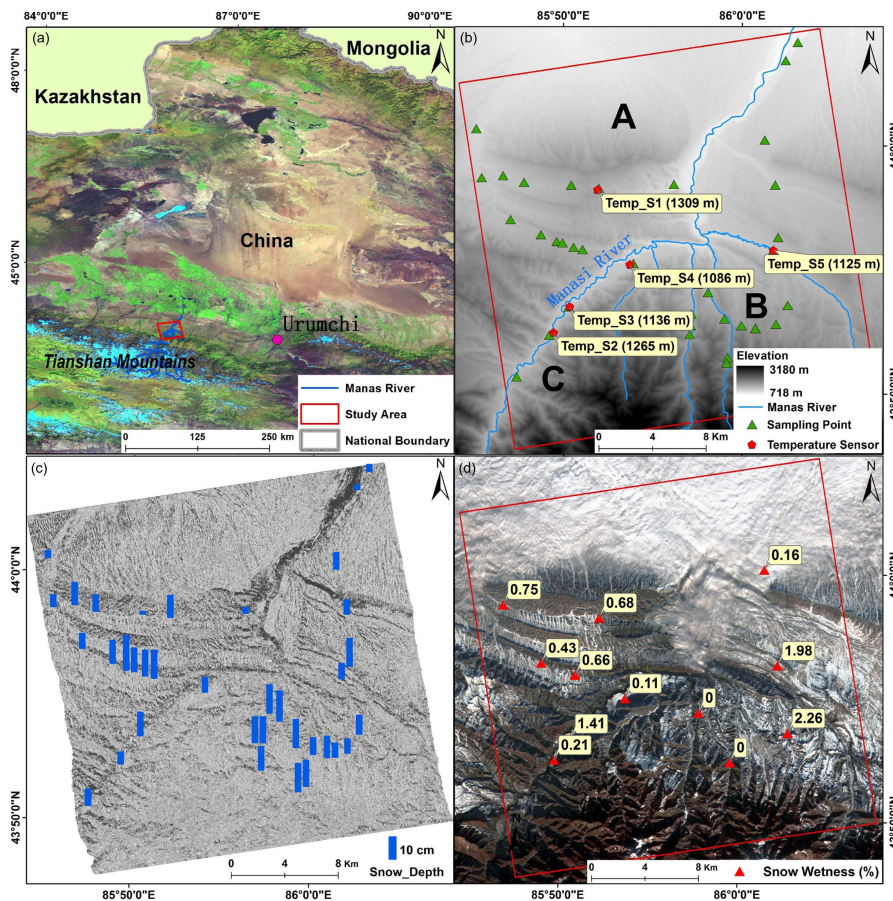 84°0'0"E 87°0'0"E 90°0'0"E
(a)
N
Mongolia
Kazakhstan
China
Urumchi
Tianshan Mountains
48°0'0"N
45°0'0"N
Manas River
Study Area
National Boundary
0 125 250
km
85°50'0"E 86°0'0"E
(b)
N
A
Temp_S1 (1309 m)
Manasi River
Temp_S5 (1125 m)
Temp_S4 (1086 m)
B
Temp_S3 (1136 m)
Temp_S2 (1265 m)
C
44°0'0"N
Elevation
3180 m
718 m
Manas River
Sampling Point
Temperature Sensor
0 4 8 Km
(c)
N
44°0'0"N
43°50'0"N
10 cm
Snow_Depth
0 4 8 Km
85°50'0"E 86°0'0"E
(d)
N
0.16
0.75
0.68
0.43
0.66
1.98
0.11
0
1.41
2.26
0.21
0
0 4 8 Km
Snow Wetness (%)
85°50'0"E 86°0'0"E